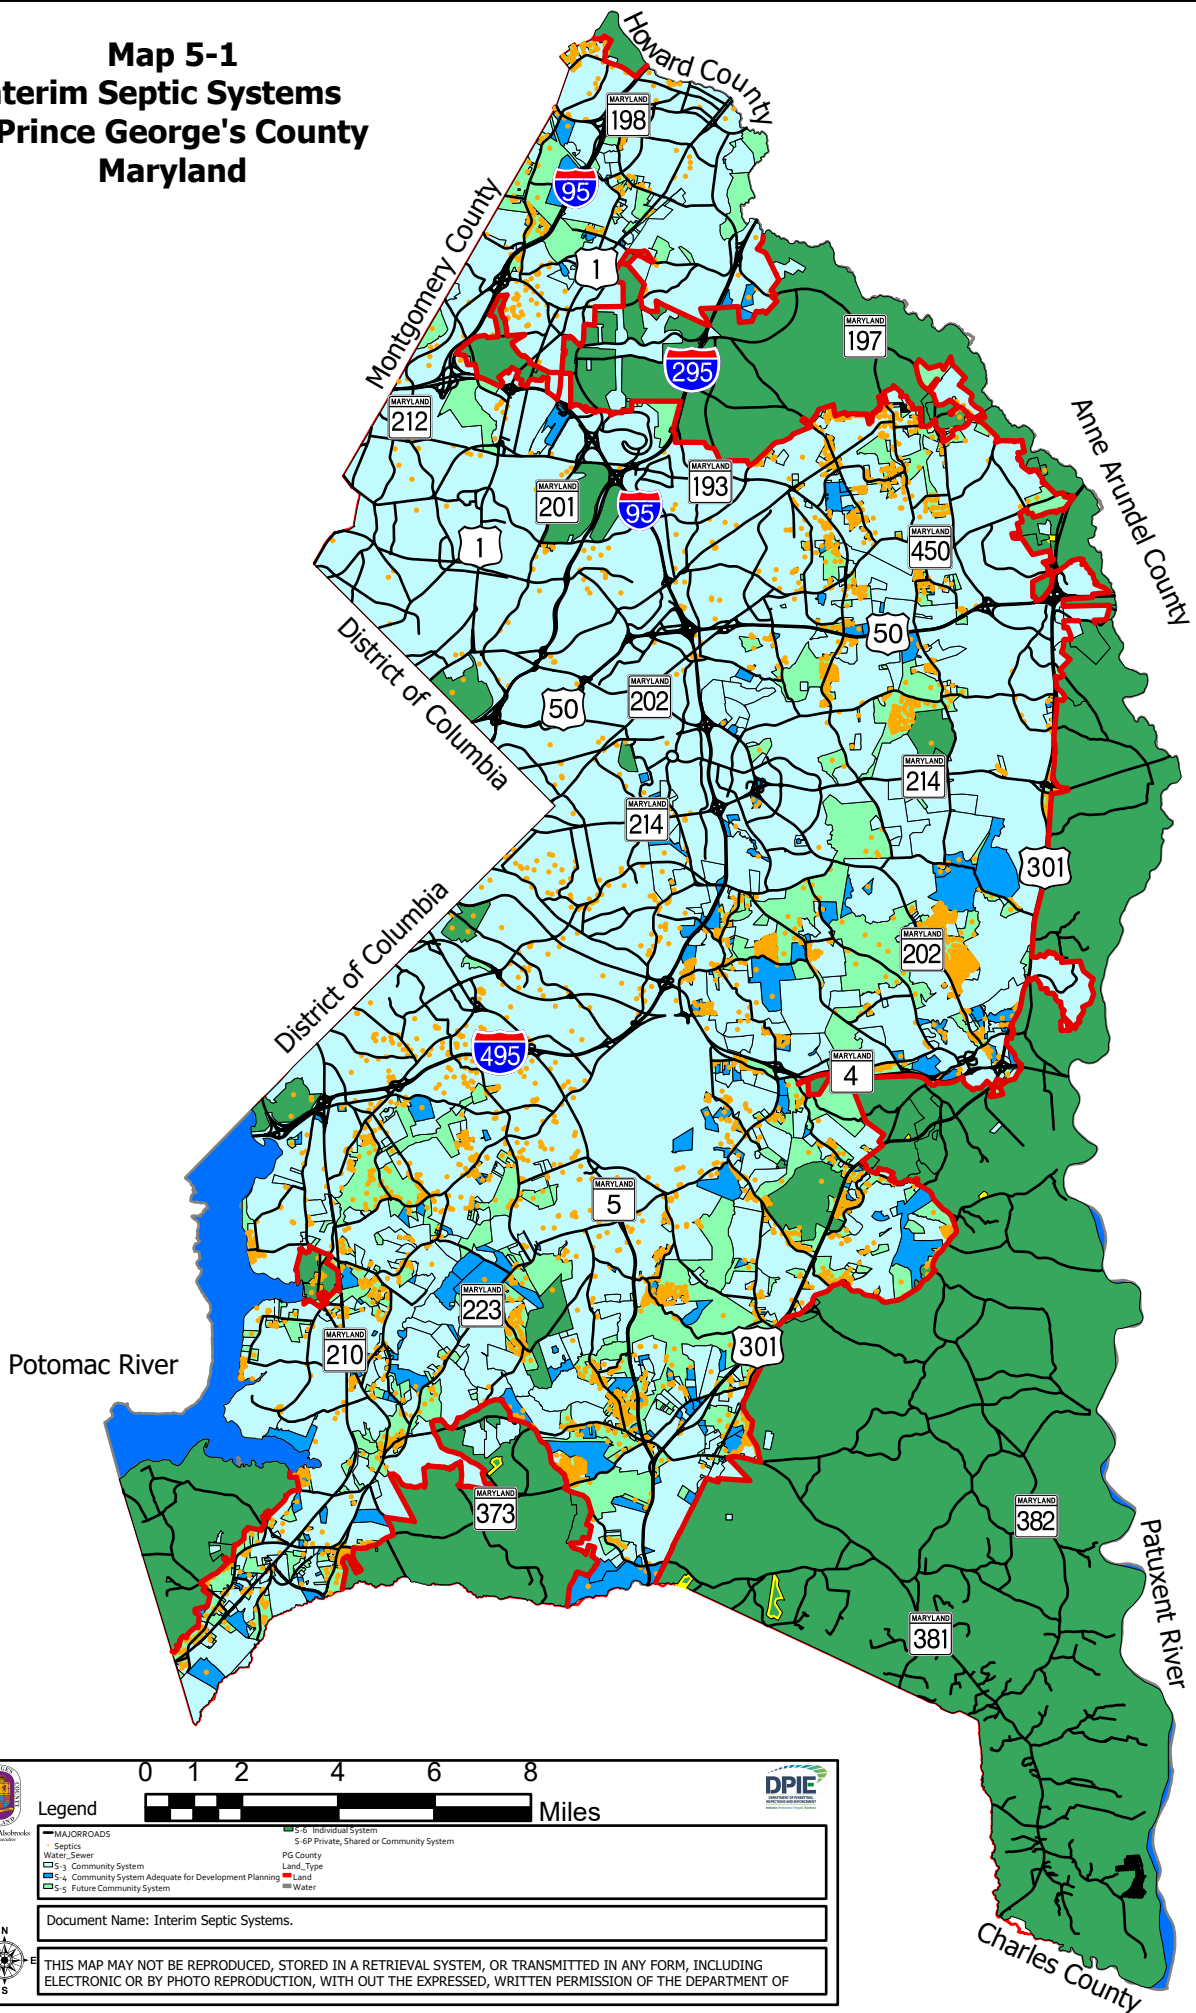 Map 5-1
nterim Septic Systems
Prince George's County
Maryland
Howard County
MARYLAND
198
95
Montgomery County
1
MARYLAND
197
295
MARYLAND
212
Anne Arundel County
MARYLAND
193
MARYLAND
201
95
1
MARYLAND
450
50
District of Columbia
MARYLAND
202
50
MARYLAND
214
MARYLAND
214
301
District of Columbia
MARYLAND
202
495
MARYLAND
4
MARYLAND
5
MARYLAND
223
MARYLAND
210
301
Potomac River
MARYLAND
373
MARYLAND
382
Patuxent River
MARYLAND
381
Charles County
0 1 2 4 6 8
Miles
Legend
DPIE
Alsobrooks
MAJORROADS
Septics
Water_Sewer
S-3 Community System
S-4 Community System Adequate for Development Planning
S-5 Future Community System
S-6 Individual System
S-6P Private, Shared or Community System
PG County
Land_Type
Land
Water
Document Name: Interim Septic Systems.
N
E
S
THIS MAP MAY NOT BE REPRODUCED, STORED IN A RETRIEVAL SYSTEM, OR TRANSMITTED IN ANY FORM, INCLUDING
ELECTRONIC OR BY PHOTO REPRODUCTION, WITH OUT THE EXPRESSED, WRITTEN PERMISSION OF THE DEPARTMENT OF